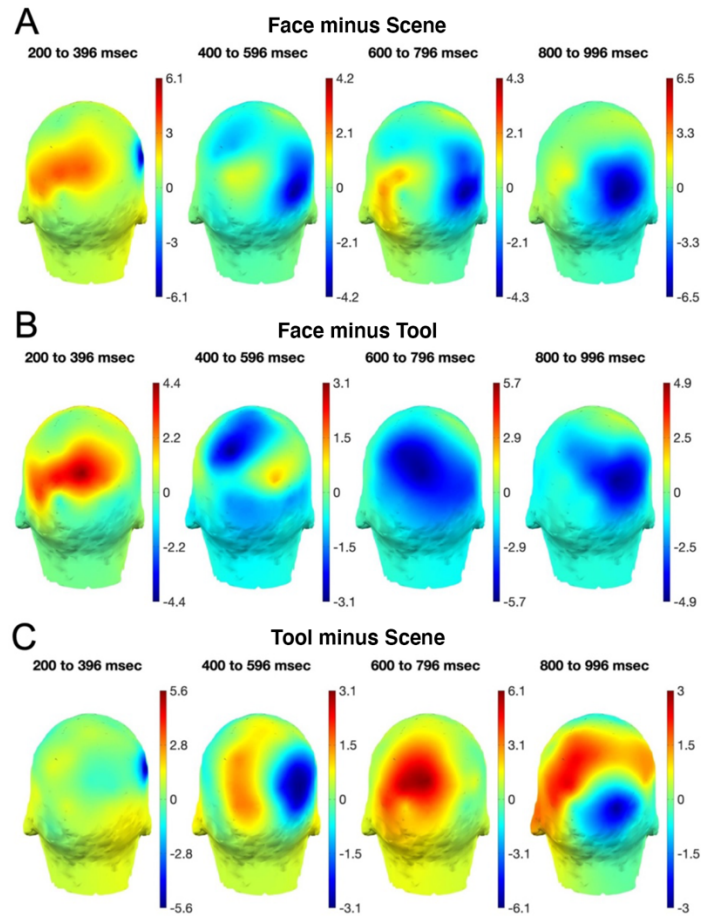 A
Face minus Scene
200 to 396 msec 400 to 596 msec 600 to 796 msec 800 to 996 msec
6.1 4.2 4.3 6.5
3 2.1 2.1 3.3
0 0 0 0
-3 -2.1 -2.1 -3.3
-6.1 -4.2 -4.3 -6.5
B
Face minus Tool
200 to 396 msec 400 to 596 msec 600 to 796 msec 800 to 996 msec
4.4 3.1 5.7 4.9
2.2 1.5 2.9 2.5
0 0 0 0
-2.2 -1.5 -2.9 -2.5
-4.4 -3.1 -5.7 -4.9
C
Tool minus Scene
200 to 396 msec 400 to 596 msec 600 to 796 msec 800 to 996 msec
5.6 3.1 6.1 3
2.8 1.5 3.1 1.5
0 0 0 0
-2.8 -1.5 -3.1 -1.5
-5.6 -3.1 -6.1 -3